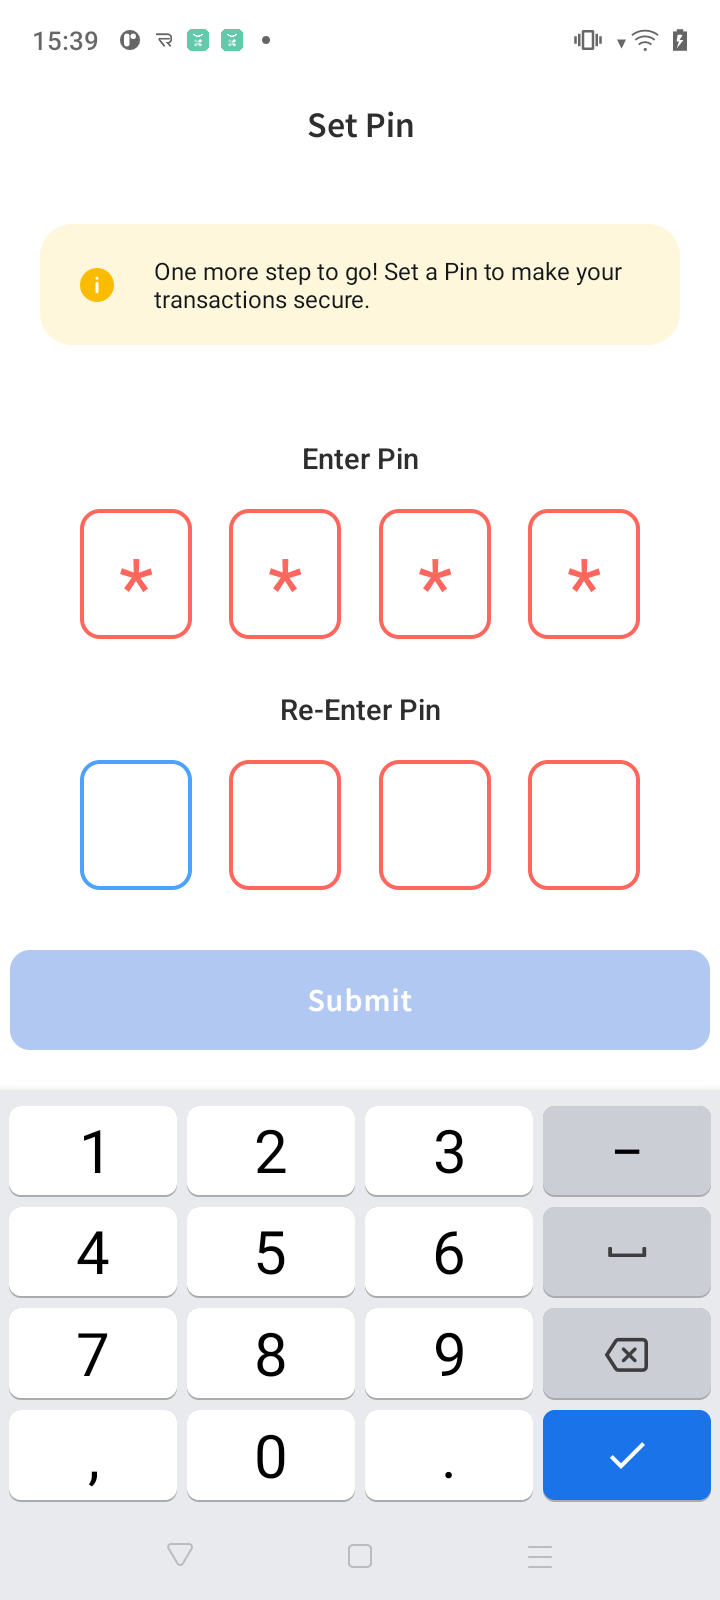 15:39
Set Pin
One more step to go! Set a Pin to make your
transactions secure.
Enter Pin
* * * *
Re-Enter Pin
Submit
1 2 3 –
4 5 6
7 8 9
, 0 .